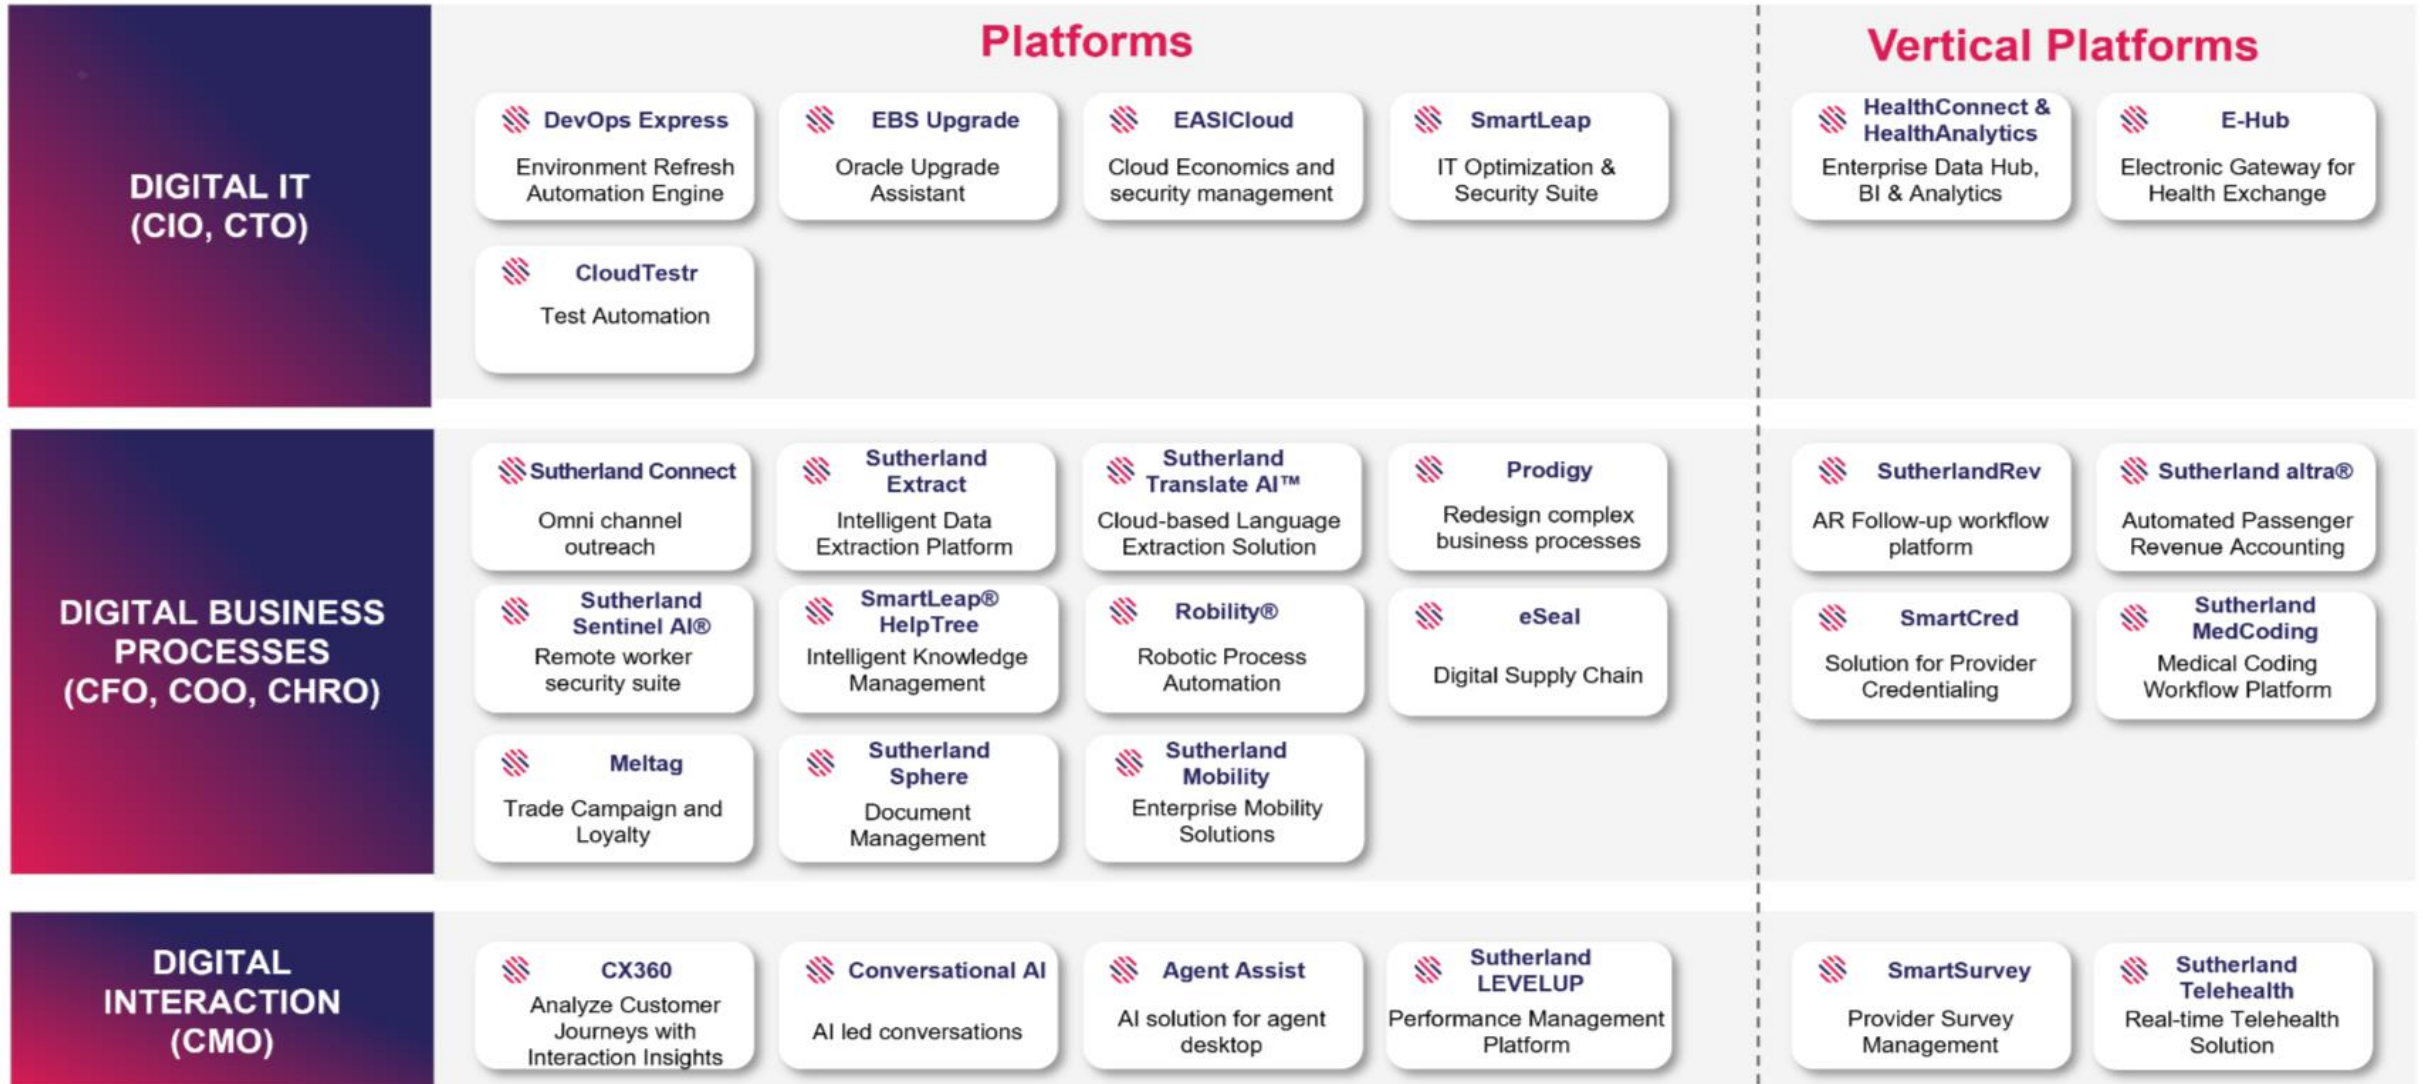 Platforms
Vertical Platforms
DIGITAL IT
(CIO, CTO)
DevOps Express
Environment Refresh
Automation Engine
EBS Upgrade
Oracle Upgrade
Assistant
EASICloud
Cloud Economics and
security management
SmartLeap
IT Optimization &
Security Suite
HealthConnect &
HealthAnalytics
Enterprise Data Hub,
BI & Analytics
E-Hub
Electronic Gateway for
Health Exchange
CloudTestr
Test Automation
DIGITAL BUSINESS
PROCESSES
(CFO, COO, CHRO)
Sutherland Connect
Omni channel
outreach
Sutherland
Extract
Intelligent Data
Extraction Platform
Sutherland
Translate AI™
Cloud-based Language
Extraction Solution
Prodigy
Redesign complex
business processes
SutherlandRev
AR Follow-up workflow
platform
Sutherland altra®
Automated Passenger
Revenue Accounting
Sutherland
Sentinel AI®
Remote worker
security suite
SmartLeap®
HelpTree
Intelligent Knowledge
Management
Robility®
Robotic Process
Automation
eSeal
Digital Supply Chain
SmartCred
Solution for Provider
Credentialing
Sutherland
MedCoding
Medical Coding
Workflow Platform
Meltag
Trade Campaign and
Loyalty
Sutherland
Sphere
Document
Management
Sutherland
Mobility
Enterprise Mobility
Solutions
DIGITAL
INTERACTION
(CMO)
CX360
Analyze Customer
Journeys with
Interaction Insights
Conversational AI
AI led conversations
Agent Assist
AI solution for agent
desktop
Sutherland
LEVELUP
Performance Management
Platform
SmartSurvey
Provider Survey
Management
Sutherland
Telehealth
Real-time Telehealth
Solution